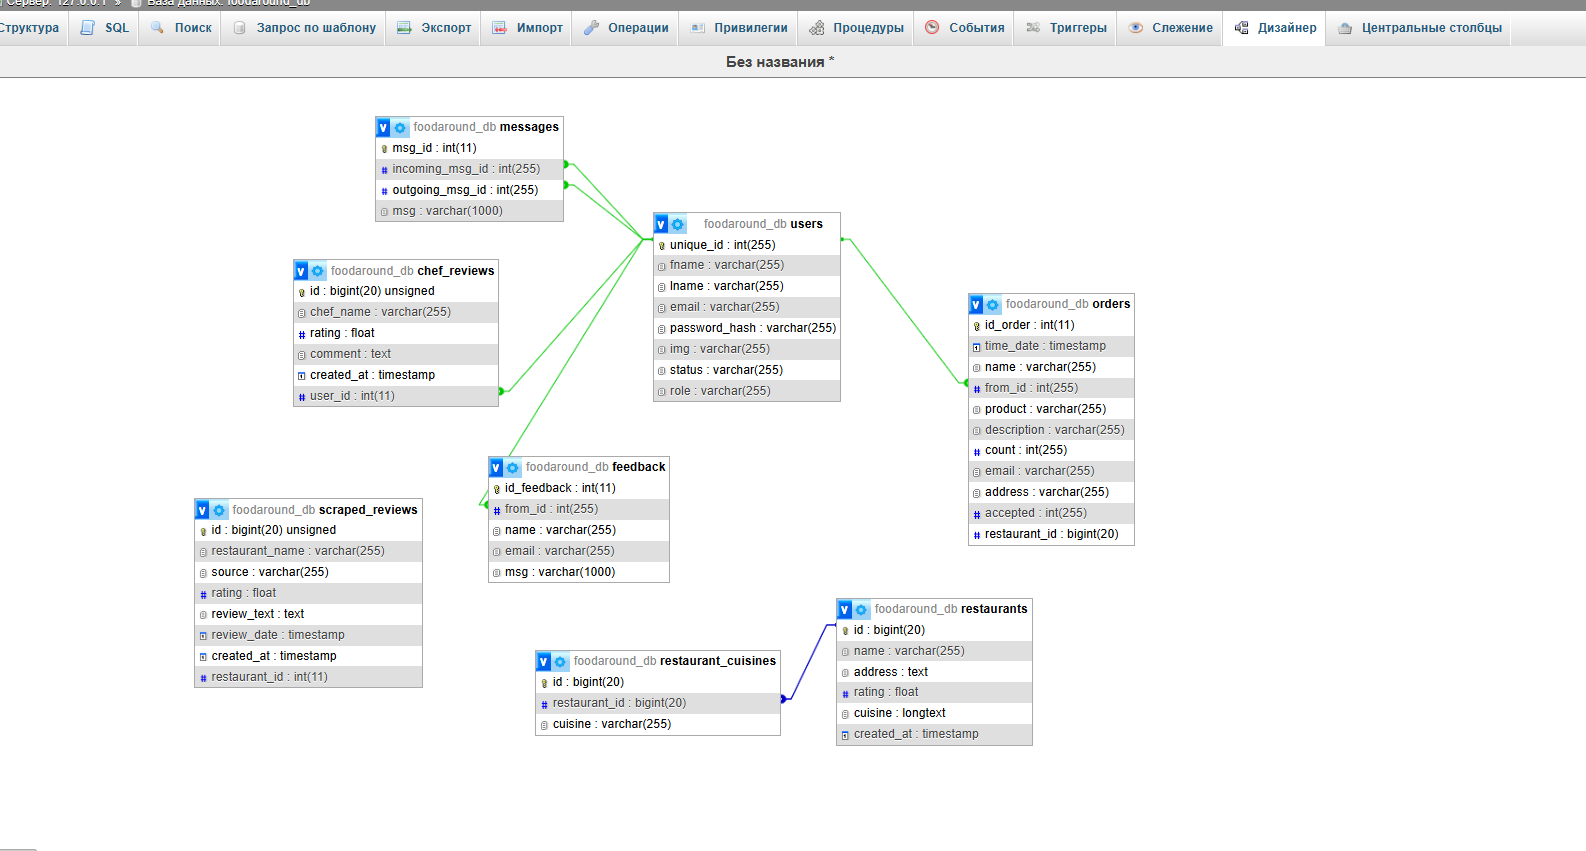 Сервер: 127.0.0.1 » База данных: foodaround_db
Структура SQL Поиск Запрос по шаблону Экспорт Импорт Операции Привилегии Процедуры События Триггеры Слежение Дизайнер Центральные столбцы
Без названия *
foodaround_db messages
msg_id : int(11)
incoming_msg_id : int(255)
outgoing_msg_id : int(255)
msg : varchar(1000)
foodaround_db users
unique_id : int(255)
fname : varchar(255)
lname : varchar(255)
email : varchar(255)
password_hash : varchar(255)
img : varchar(255)
status : varchar(255)
role : varchar(255)
foodaround_db chef_reviews
id : bigint(20) unsigned
chef_name : varchar(255)
rating : float
comment : text
created_at : timestamp
user_id : int(11)
foodaround_db orders
id_order : int(11)
time_date : timestamp
name : varchar(255)
from_id : int(255)
product : varchar(255)
description : varchar(255)
count : int(255)
email : varchar(255)
address : varchar(255)
accepted : int(255)
restaurant_id : bigint(20)
foodaround_db feedback
id_feedback : int(11)
from_id : int(255)
name : varchar(255)
email : varchar(255)
msg : varchar(1000)
foodaround_db scraped_reviews
id : bigint(20) unsigned
restaurant_name : varchar(255)
source : varchar(255)
rating : float
review_text : text
review_date : timestamp
created_at : timestamp
restaurant_id : int(11)
foodaround_db restaurants
id : bigint(20)
name : varchar(255)
address : text
rating : float
cuisine : longtext
created_at : timestamp
foodaround_db restaurant_cuisines
id : bigint(20)
restaurant_id : bigint(20)
cuisine : varchar(255)